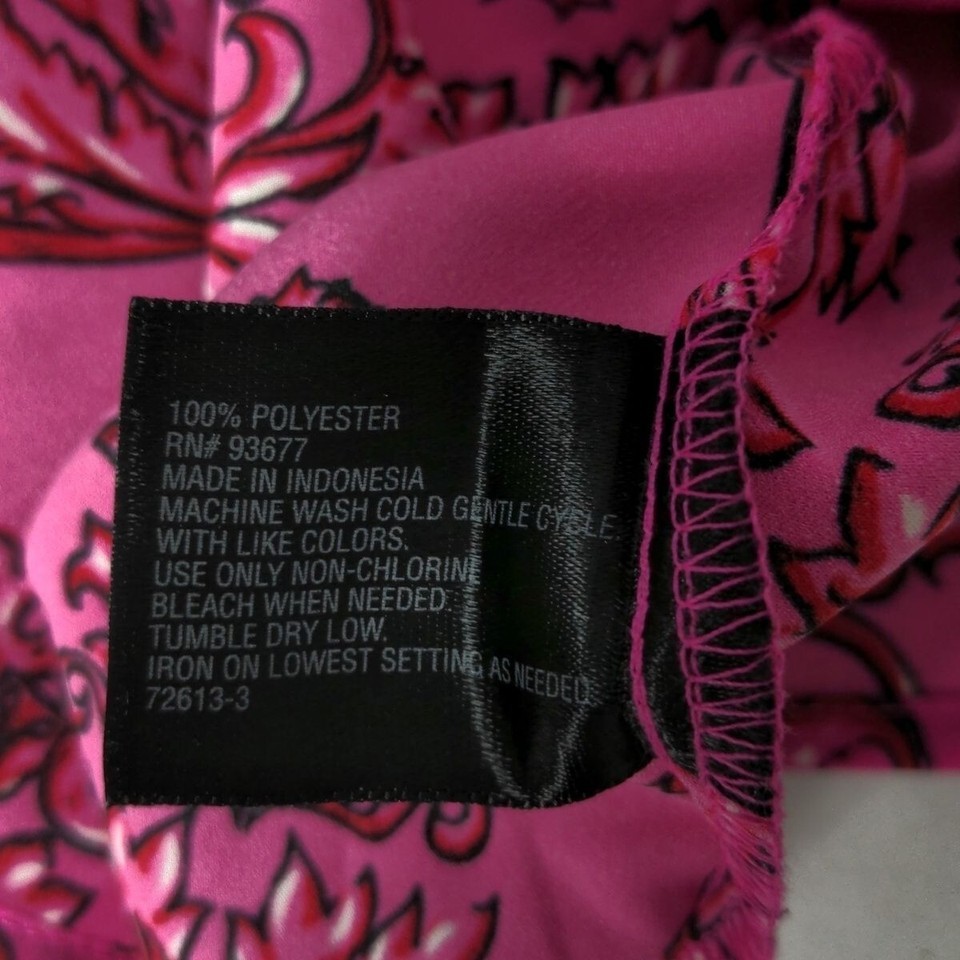 100% POLYESTER
RN# 93677
MADE IN INDONESIA
MACHINE WASH COLD GENTLE CYCLE.
WITH LIKE COLORS.
USE ONLY NON-CHLORINE
BLEACH WHEN NEEDED.
TUMBLE DRY LOW.
IRON ON LOWEST SETTING AS NEEDED.
72613-3